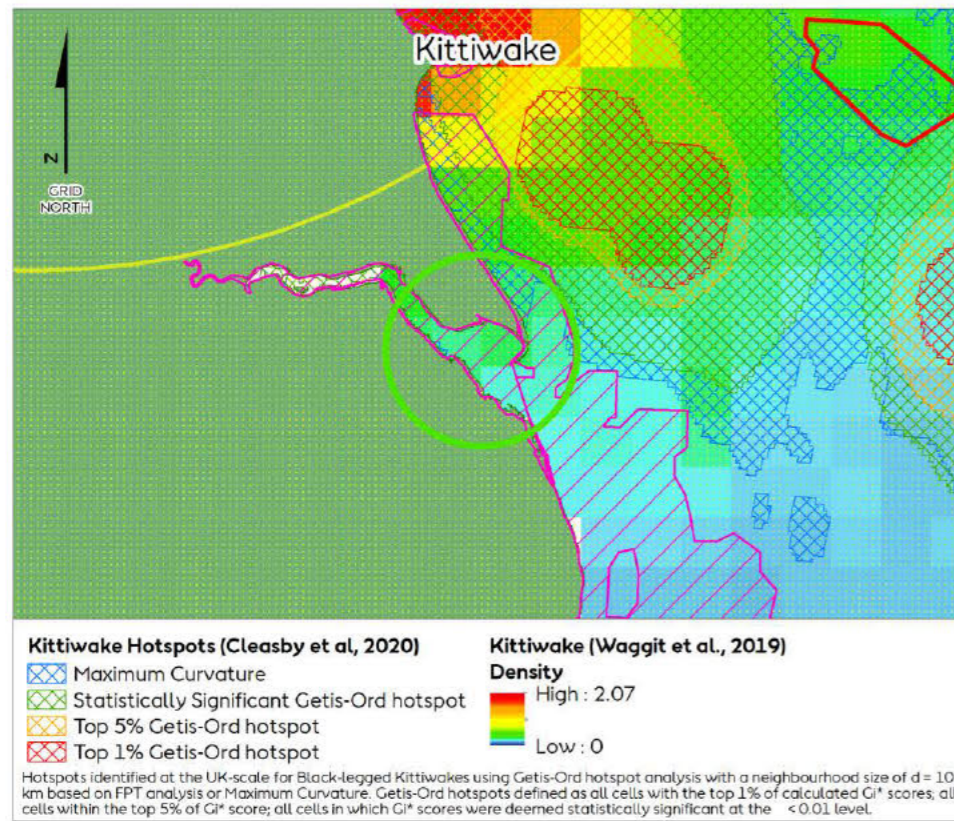 Kittiwake
N
GRID
NORTH
Kittiwake Hotspots (Cleasby et al, 2020)
Maximum Curvature
Statistically Significant Getis-Ord hotspot
Top 5% Getis-Ord hotspot
Top 1% Getis-Ord hotspot
Kittiwake (Waggit et al., 2019)
Density
High : 2.07
Low : 0
Hotspots identified at the UK-scale for Black-legged Kittiwakes using Getis-Ord hotspot analysis with a neighbourhood size of d = 10
km based on FPT analysis or Maximum Curvature. Getis-Ord hotspots defined as all cells with the top 1% of calculated Gi* scores; all
cells within the top 5% of Gi* score; all cells in which Gi* scores were deemed statistically significant at the < 0.01 level.